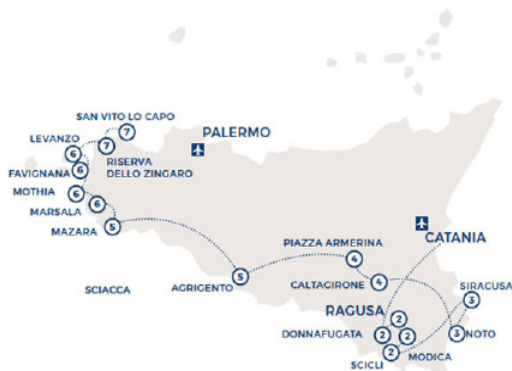 SAN VITO LO CAPO
7
PALERMO
LEVANZO
7
6
RISERVA
DELLO ZINGARO
FAVIGNANA
6
MOTHIA
6
6
MARSALA
MAZARA
5
CATANIA
PIAZZA ARMERINA
4
SCIACCA
AGRIGENTO
5
CALTAGIRONE
4
SIRACUSA
3
RAGUSA
2
DONNAFUGATA
2
2
3
NOTO
2
MODICA
SCICLI